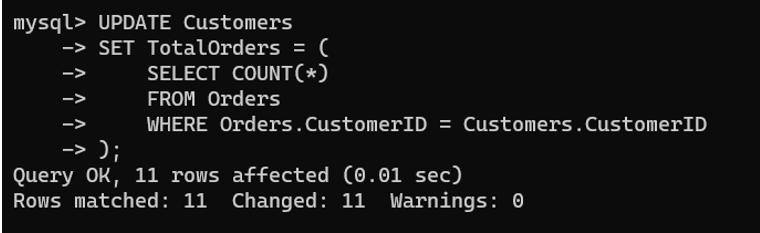 mysql> UPDATE Customers
    -> SET TotalOrders = (
    ->     SELECT COUNT(*)
    ->     FROM Orders
    ->     WHERE Orders.CustomerID = Customers.CustomerID
    -> );
Query OK, 11 rows affected (0.01 sec)
Rows matched: 11  Changed: 11  Warnings: 0